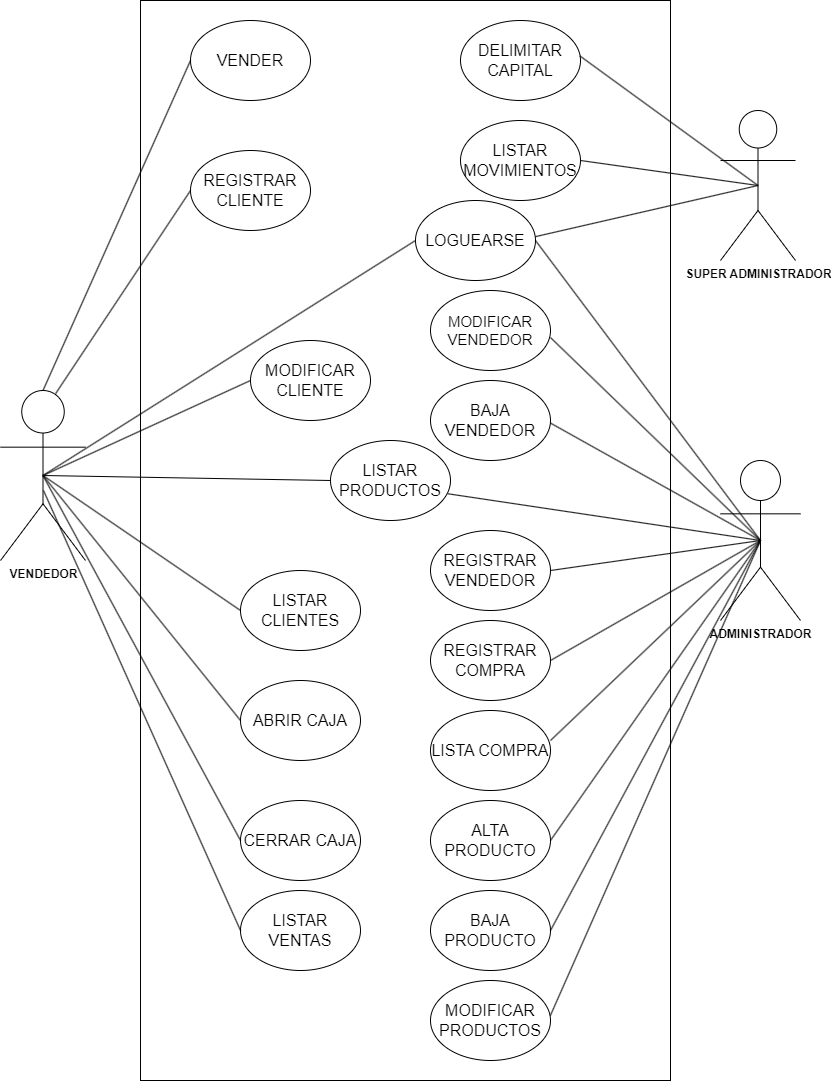 VENDER
DELIMITAR
CAPITAL
LISTAR
MOVIMIENTOS
REGISTRAR
CLIENTE
LOGUEARSE
SUPER ADMINISTRADOR
MODIFICAR
VENDEDOR
MODIFICAR
CLIENTE
BAJA
VENDEDOR
LISTAR
PRODUCTOS
VENDEDOR
REGISTRAR
VENDEDOR
LISTAR
CLIENTES
ADMINISTRADOR
REGISTRAR
COMPRA
ABRIR CAJA
LISTA COMPRA
CERRAR CAJA
ALTA
PRODUCTO
LISTAR
VENTAS
BAJA
PRODUCTO
MODIFICAR
PRODUCTOS